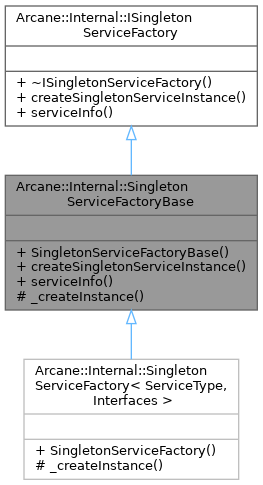 Arcane::Internal::ISingleton
ServiceFactory
+ ~ISingletonServiceFactory()
+ createSingletonServiceInstance()
+ serviceInfo()
Arcane::Internal::Singleton
ServiceFactoryBase
+ SingletonServiceFactoryBase()
+ createSingletonServiceInstance()
+ serviceInfo()
# _createInstance()
Arcane::Internal::Singleton
ServiceFactory< ServiceType,
Interfaces >
+ SingletonServiceFactory()
# _createInstance()